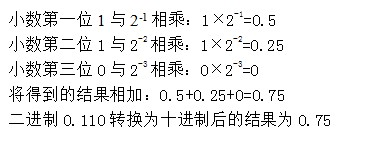 小数第一位1与2⁻¹相乘：1×2⁻¹=0.5
小数第二位1与2⁻²相乘：1×2⁻²=0.25
小数第三位0与2⁻³相乘：0×2⁻³=0
将得到的结果相加：0.5+0.25+0=0.75
二进制0.110转换为十进制后的结果为0.75